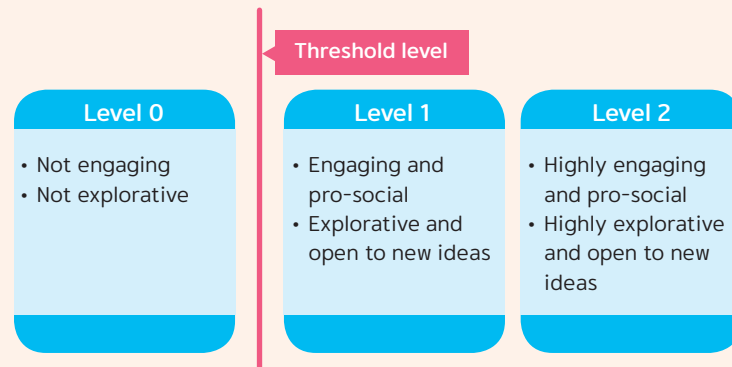 Threshold level
Level 0
• Not engaging
• Not explorative
Level 1
• Engaging and
pro-social
• Explorative and
open to new ideas
Level 2
• Highly engaging
and pro-social
• Highly explorative
and open to new
ideas